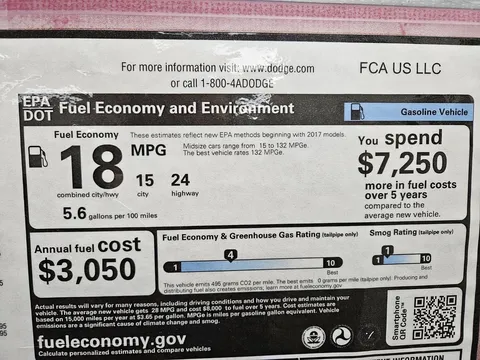 For more information visit: www.dodge.com
or call 1-800-4ADODGE
FCA US LLC
EPA
DOT
Fuel Economy and Environment
Gasoline Vehicle
Fuel Economy
These estimates reflect new EPA methods beginning with 2017 models.
18
MPG
Midsize cars range from 15 to 132 MPGe.
The best vehicle rates 132 MPGe.
15
24
combined city/hwy
city
highway
5.6 gallons per 100 miles
You spend
$7,250
more in fuel costs
over 5 years
compared to the
average new vehicle.
Annual fuel cost
$3,050
Fuel Economy & Greenhouse Gas Rating (tailpipe only)
Smog Rating (tailpipe only)
4
1
10
Best
1
1
10
Best
This vehicle emits 495 grams CO2 per mile. The best emits 0 grams per mile (tailpipe only). Producing and
distributing fuel also creates emissions; learn more at fueleconomy.gov
Actual results will vary for many reasons, including driving conditions and how you drive and maintain your
vehicle. The average new vehicle gets 28 MPG and cost $8,000 to fuel over 5 years. Cost estimates are
based on 15,000 miles per year at $3.65 per gallon. MPGe is miles per gasoline gallon equivalent. Vehicle
emissions are a significant cause of climate change and smog.
fueleconomy.gov
Calculate personalized estimates and compare vehicles
Smartphone
QR Code™